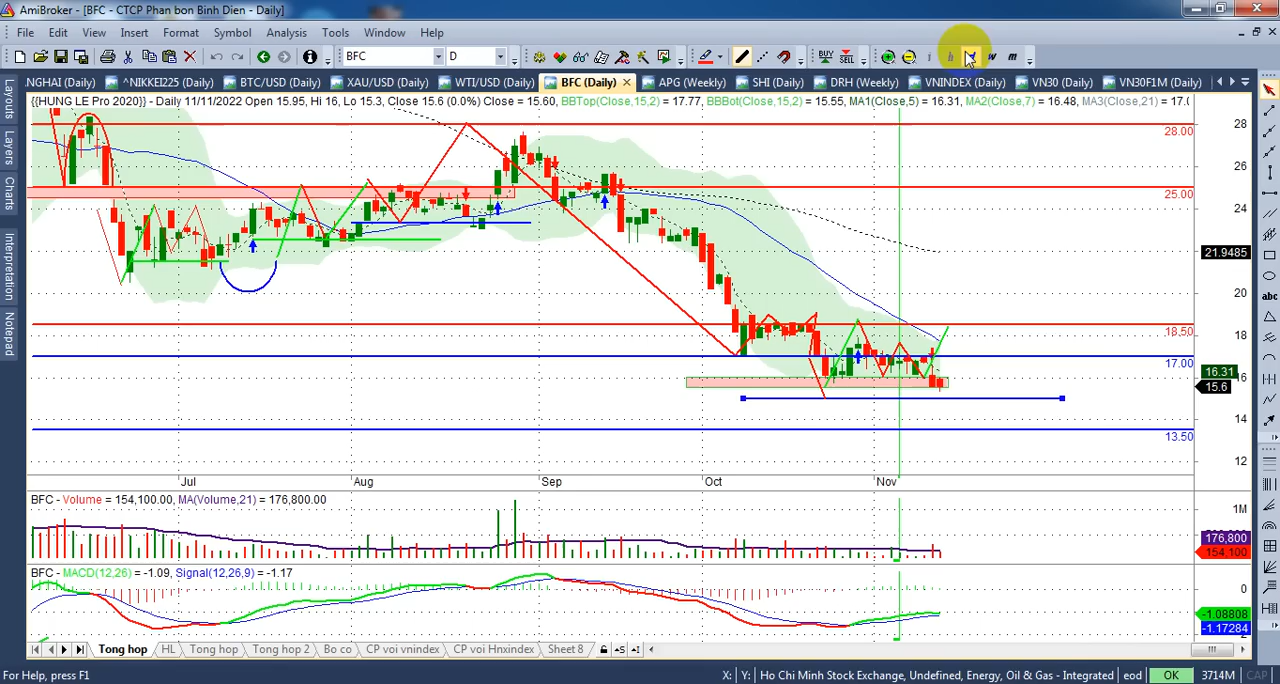 AmiBroker - [BFC - CTCP Phan bon Binh Dien - Daily]
File Edit View Insert Format Symbol Analysis Tools Window Help
BFC D BUY SELL i h w m
NGHAI (Daily) ^NIKKEI225 (Daily) BTC/USD (Daily) XAU/USD (Daily) WTI/USD (Daily) BFC (Daily) APG (Weekly) SHI (Daily) DRH (Weekly) VNINDEX (Daily) VN30 (Daily) VN30F1M (Daily)
Layouts
Layers
Charts
Interpretation
Notepad
{{HUNG LE Pro 2020}} - Daily 11/11/2022 Open 15.95, Hi 16, Lo 15.3, Close 15.6 (0.0%) Close = 15.60, BBTop(Close,15,2) = 17.77, BBBot(Close,15,2) = 15.55, MA1(Close,5) = 16.31, MA2(Close,7) = 16.48, MA3(Close,21) = 17.0
28.00
28
26
25.00
24
21.9485
20
18.50
18
17.00
16.31
16
15.6
14
13.50
12
abc
Jul Aug Sep Oct Nov
BFC - Volume = 154,100.00, MA(Volume,21) = 176,800.00
1M
176,800
154,100
BFC - MACD(12,26) = -1.09, Signal(12,26,9) = -1.17
0
-1.08808
-1.17284
Tong hop HL Tong hop Tong hop 2 Bo co CP voi vnindex CP voi Hnxindex Sheet 8
For Help, press F1 X: Y: Ho Chi Minh Stock Exchange, Undefined, Energy, Oil & Gas - Integrated eod OK 3714M CAP